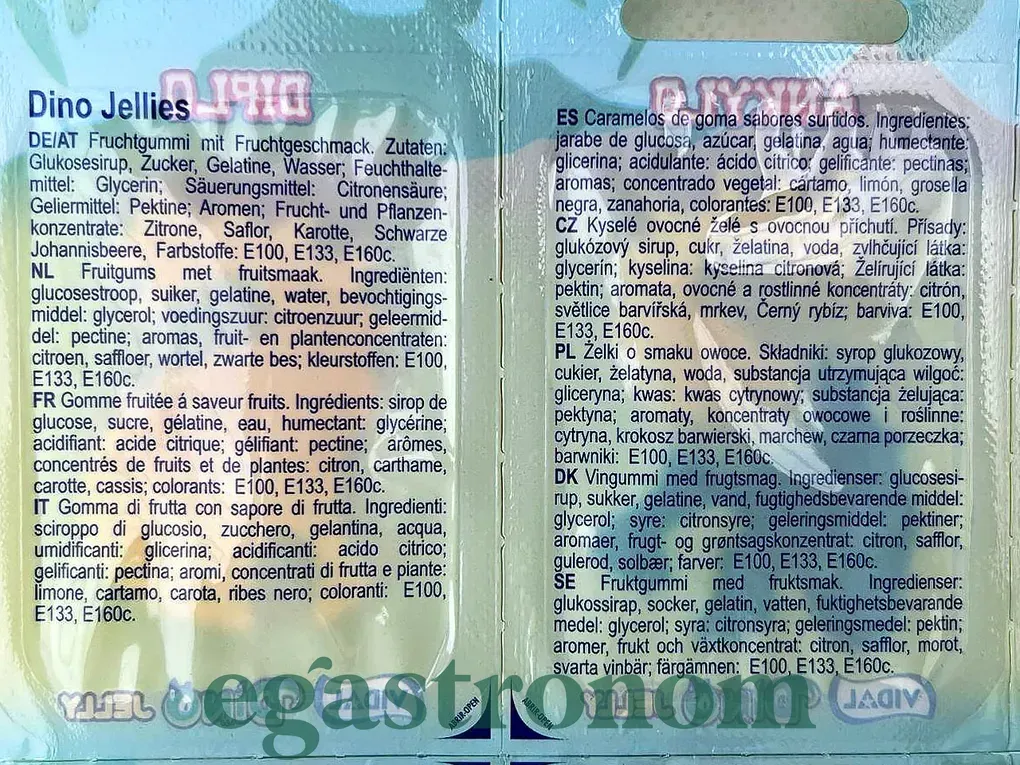 DIPLO
Dino Jellies
DE/AT Fruchtgummi mit Fruchtgeschmack. Zutaten:
Glukosesirup, Zucker, Gelatine, Wasser; Feuchthalte-
mittel: Glycerin; Säuerungsmittel: Citronensäure;
Geliermittel: Pektine; Aromen; Frucht- und Pflanzen-
konzentrate: Zitrone, Saflor, Karotte, Schwarze
Johannisbeere, Farbstoffe: E100, E133, E160c.
NL Fruitgums met fruitsmaak. Ingrediënten:
glucosestroop, suiker, gelatine, water, bevochtigings-
middel: glycerol; voedingszuur: citroenzuur; geleermid-
del: pectine; aromas, fruit- en plantenconcentraten:
citroen, saffloer, wortel, zwarte bes; kleurstoffen: E100,
E133, E160c.
FR Gomme fruitée á saveur fruits. Ingrédients: sirop de
glucose, sucre, gélatine, eau, humectant: glycérine;
acidifiant: acide citrique; gélifiant: pectine; arômes,
concentrés de fruits et de plantes: citron, carthame,
carotte, cassis; colorants: E100, E133, E160c.
IT Gomma di frutta con sapore di frutta. Ingredienti:
sciroppo di glucosio, zucchero, gelantina, acqua,
umidificanti: glicerina; acidificanti: acido citrico;
gelificanti: pectina; aromi, concentrati di frutta e piante:
limone, cartamo, carota, ribes nero; coloranti: E100,
E133, E160c.
ANKYLO
ES Caramelos de goma sabores surtidos. Ingredientes:
jarabe de glucosa, azúcar, gelatina, agua; humectante:
glicerina; acidulante: ácido cítrico; gelificante: pectinas;
aromas; concentrado vegetal: cártamo, limón, grosella
negra, zanahoria, colorantes: E100, E133, E160c.
CZ Kyselé ovocné želé s ovocnou příchutí. Přísady:
glukózový sirup, cukr, želatina, voda, zvlhčující látka:
glycerín; kyselina: kyselina citronová; Želírující látka:
pektin; aromata, ovocné a rostlinné koncentráty: citrón,
světlice barvířská, mrkev, Černý rybíz; barviva: E100,
E133, E160c.
PL Želki o smaku owoce. Składniki: syrop glukozowy,
cukier, żelatyna, woda, substancja utrzymująca wilgoć:
gliceryna; kwas: kwas cytrynowy; substancja żelująca:
pektyna; aromaty, koncentraty owocowe i roślinne:
cytryna, krokosz barwierski, marchew, czarna porzeczka;
barwniki: E100, E133, E160c.
DK Vingummi med frugtsmag. Ingredienser: glucosesi-
rup, sukker, gelatine, vand, fugtighedsbevarende middel:
glycerol; syre: citronsyre; geleringsmiddel: pektiner;
aromaer, frugt- og grøntsagskonzentrat: citron, safflor,
gulerod, solbær; farver: E100, E133, E160c.
SE Fruktgummi med fruktsmak. Ingredienser:
glukossirap, socker, gelatin, vatten, fuktighetsbevarande
medel: glycerol; syra: citronsyra; geleringsmedel: pektin;
aromer, frukt och växtkoncentrat: citron, safflor, morot,
svarta vinbär; färgämnen: E100, E133, E160c.
JELLY
VIDAL
JELLY
VIDAL
ABRIR-OPEN
ABRIR-OPEN
egastronom